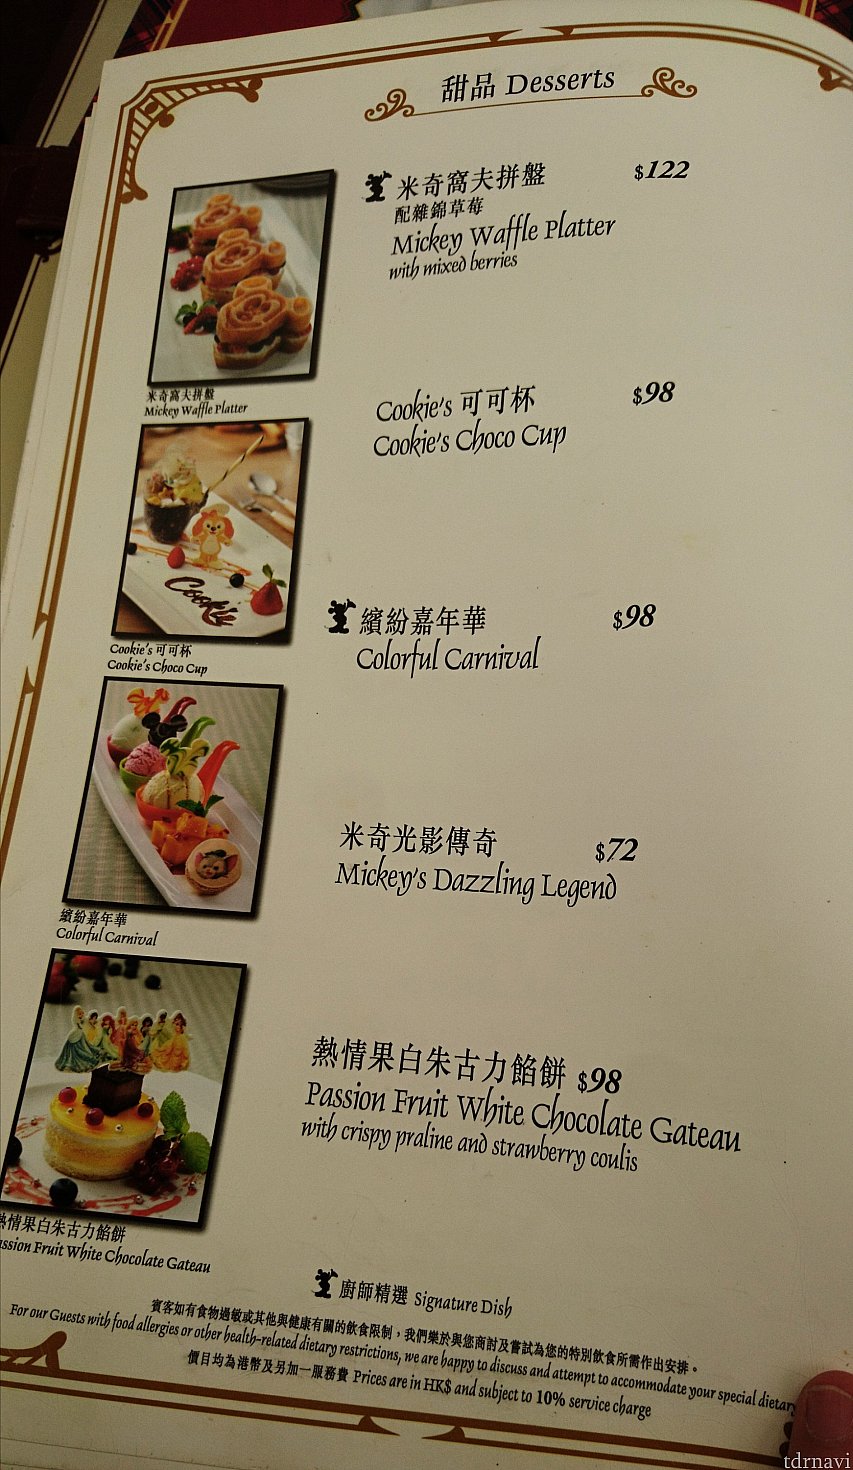 甜品 Desserts
米奇窩夫拼盤 $122
配雜錦草莓
Mickey Waffle Platter
with mixed berries
米奇窩夫拼盤
Mickey Waffle Platter
Cookie's 可可杯 $98
Cookie's Choco Cup
Cookie
Cookie's 可可杯
Cookie's Choco Cup
繽紛嘉年華 $98
Colorful Carnival
繽紛嘉年華
Colorful Carnival
米奇光影傳奇 $72
Mickey's Dazzling Legend
熱情果白朱古力餡餅 $98
Passion Fruit White Chocolate Gateau
with crispy praline and strawberry coulis
熱情果白朱古力餡餅
ssion Fruit White Chocolate Gateau
廚師精選 Signature Dish
賓客如有食物過敏或其他與健康有關的飲食限制，我們樂於與您商討及嘗試為您的特別飲食所需作出安排。
For our Guests with food allergies or other health-related dietary restrictions, we are happy to discuss and attempt to accommodate your special dietary
價目均為港幣及另加一服務費 Prices are in HK$ and subject to 10% service charge
tdrnavi